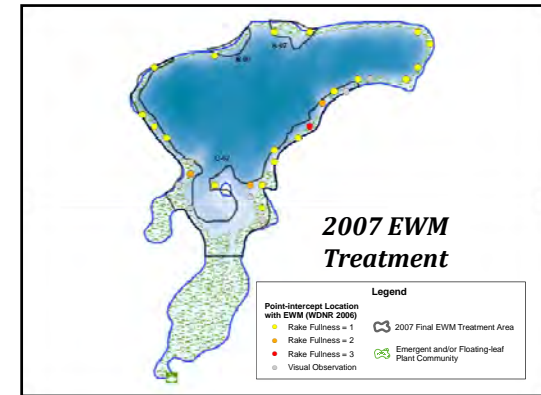 2007 EWM
Treatment
Legend
Point-intercept Location
with EWM (WDNR 2006)
Rake Fullness = 1
Rake Fullness = 2
Rake Fullness = 3
Visual Observation
2007 Final EWM Treatment Area
Emergent and/or Floating-leaf
Plant Community